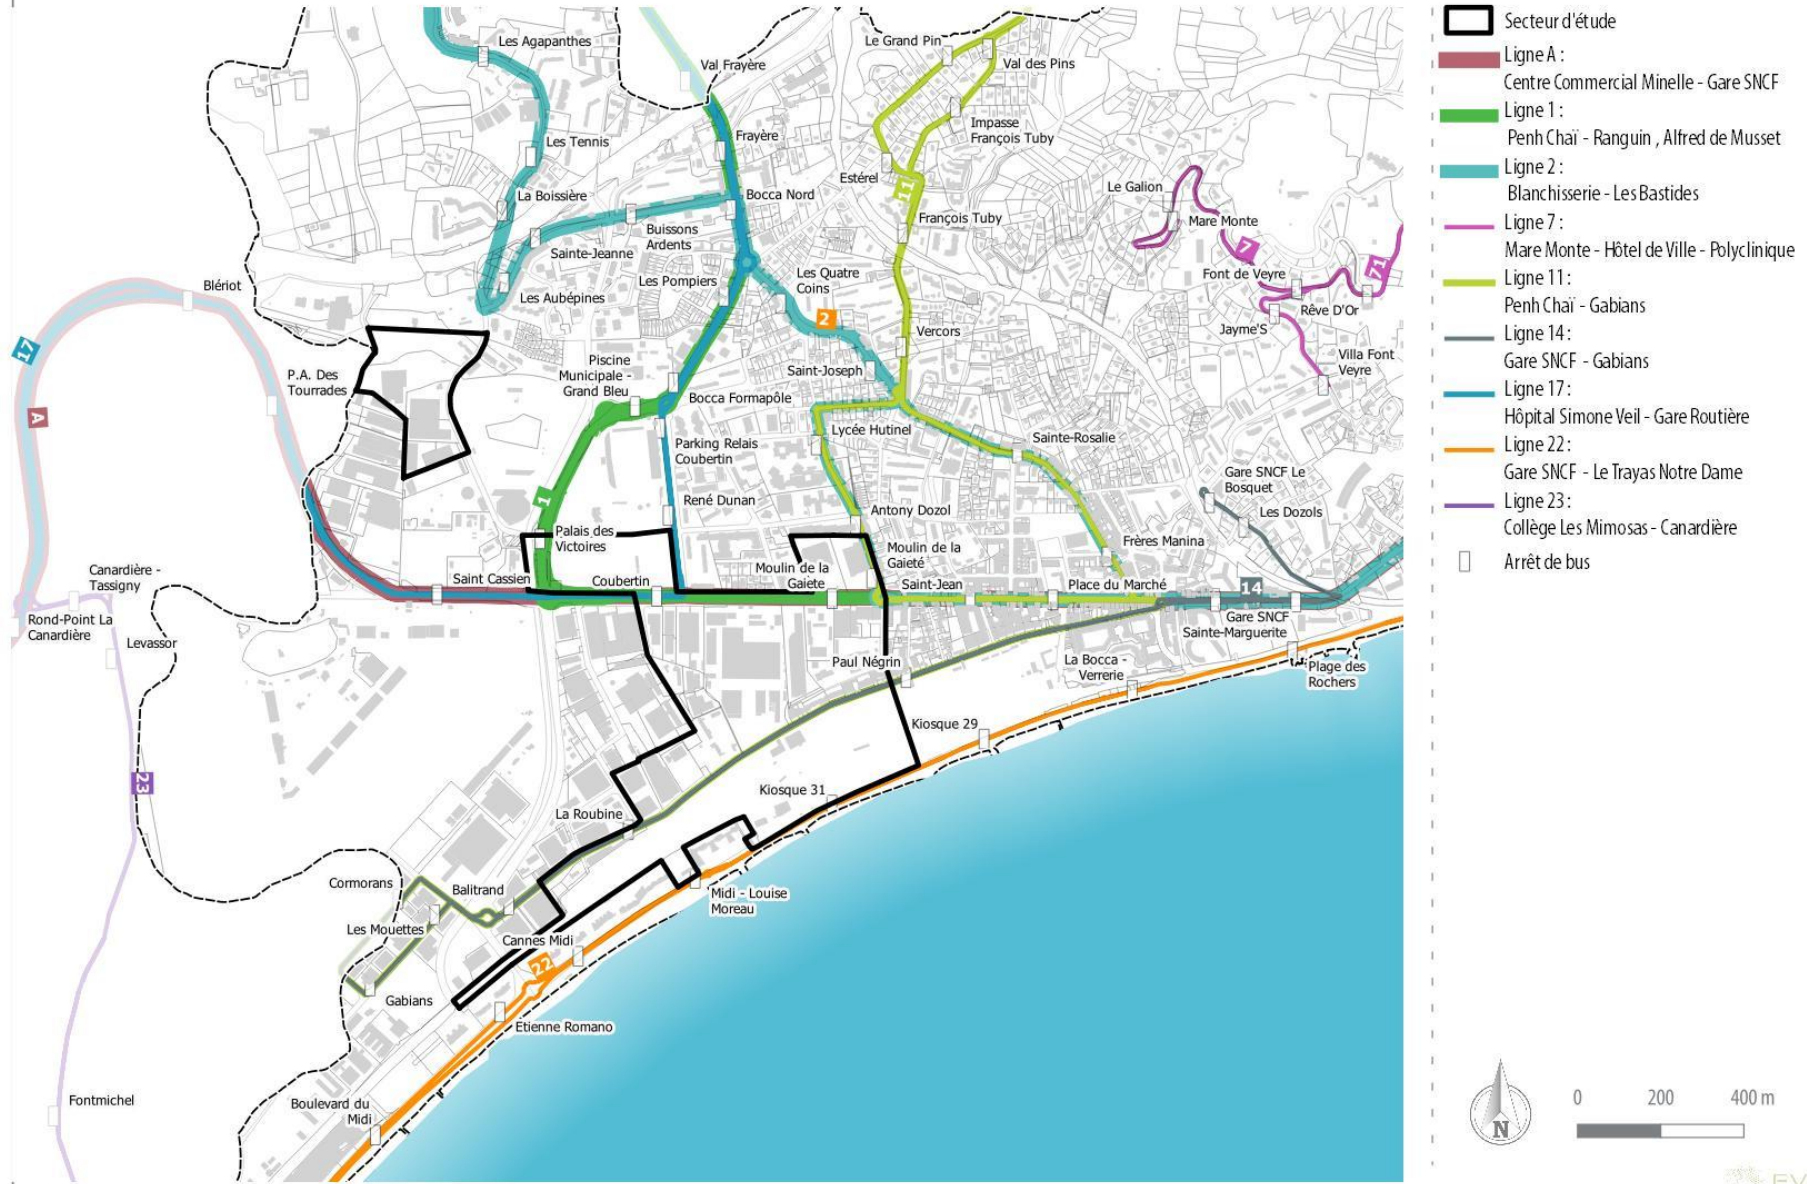 Les Agapanthes
Val Frayère
Le Grand Pin
Val des Pins
Frayère
Impasse
François Tuby
Les Tennis
Estérel
11
Le Galion
La Boissière
Bocca Nord
François Tuby
Mare Monte
Buissons
Ardents
Sainte-Jeanne
7
71
Les Pompiers
Les Quatre
Coins
Font de Veyre
Blériot
Les Aubépines
2
Rêve D'Or
Jayme'S
Vercors
17
Piscine
Municipale -
Grand Bleu
Saint-Joseph
Villa Font
Veyre
P.A. Des
Tourrades
Bocca Formapôle
A
Lycée Hutinel
Sainte-Rosalie
Parking Relais
Coubertin
Gare SNCF Le
Bosquet
1
René Dunan
Antony Dozol
Les Dozols
Palais des
Victoires
Frères Manina
Moulin de la
Gaieté
Canardière -
Tassigny
Saint Cassien
Coubertin
Moulin de la
Gaiete
Saint-Jean
Place du Marché
14
Rond-Point La
Canardière
Gare SNCF
Sainte-Marguerite
Levassor
Paul Négrin
La Bocca -
Verrerie
Plage des
Rochers
Kiosque 29
23
Kiosque 31
La Roubine
Cormorans
Balitrand
Midi - Louise
Moreau
Les Mouettes
Cannes Midi
22
Gabians
Etienne Romano
Fontmichel
Boulevard du
Midi
Secteur d'étude
Ligne A :
Centre Commercial Minelle - Gare SNCF
Ligne 1 :
Penh Chaï - Ranguin , Alfred de Musset
Ligne 2 :
Blanchisserie - Les Bastides
Ligne 7 :
Mare Monte - Hôtel de Ville - Polyclinique
Ligne 11 :
Penh Chaï - Gabians
Ligne 14 :
Gare SNCF - Gabians
Ligne 17 :
Hôpital Simone Veil - Gare Routière
Ligne 22 :
Gare SNCF - Le Trayas Notre Dame
Ligne 23 :
Collège Les Mimosas - Canardière
Arrêt de bus
N
0 200 400 m